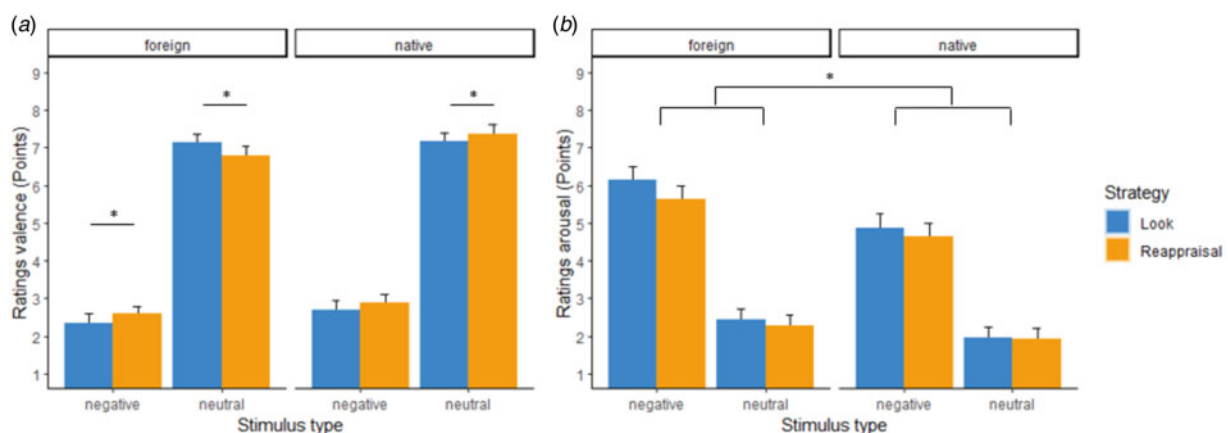 (a)
foreign native
Ratings valence (Points)
9
8
7
6
5
4
3
2
1
*
*
*
negative neutral negative neutral
Stimulus type
(b)
foreign native
Ratings arousal (Points)
9
8
7
6
5
4
3
2
1
*
negative neutral negative neutral
Stimulus type
Strategy
Look
Reappraisal